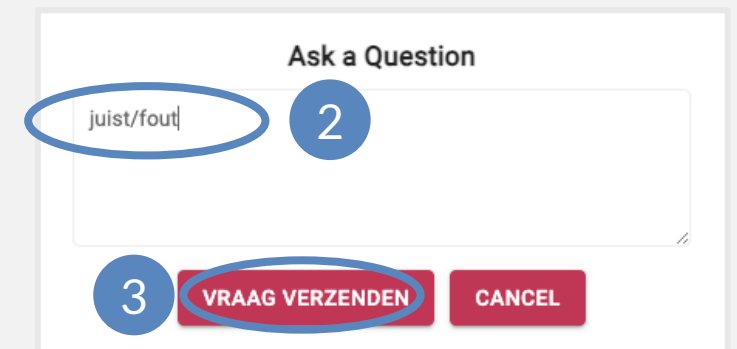 Ask a Question
juist/fout
2
3
VRAAG VERZENDEN
CANCEL